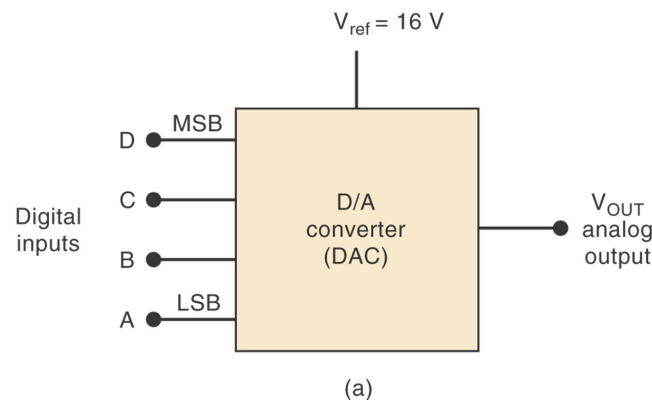 Vref = 16 V
D
MSB
C
B
A
LSB
Digital
inputs
D/A
converter
(DAC)
VOUT
analog
output
(a)